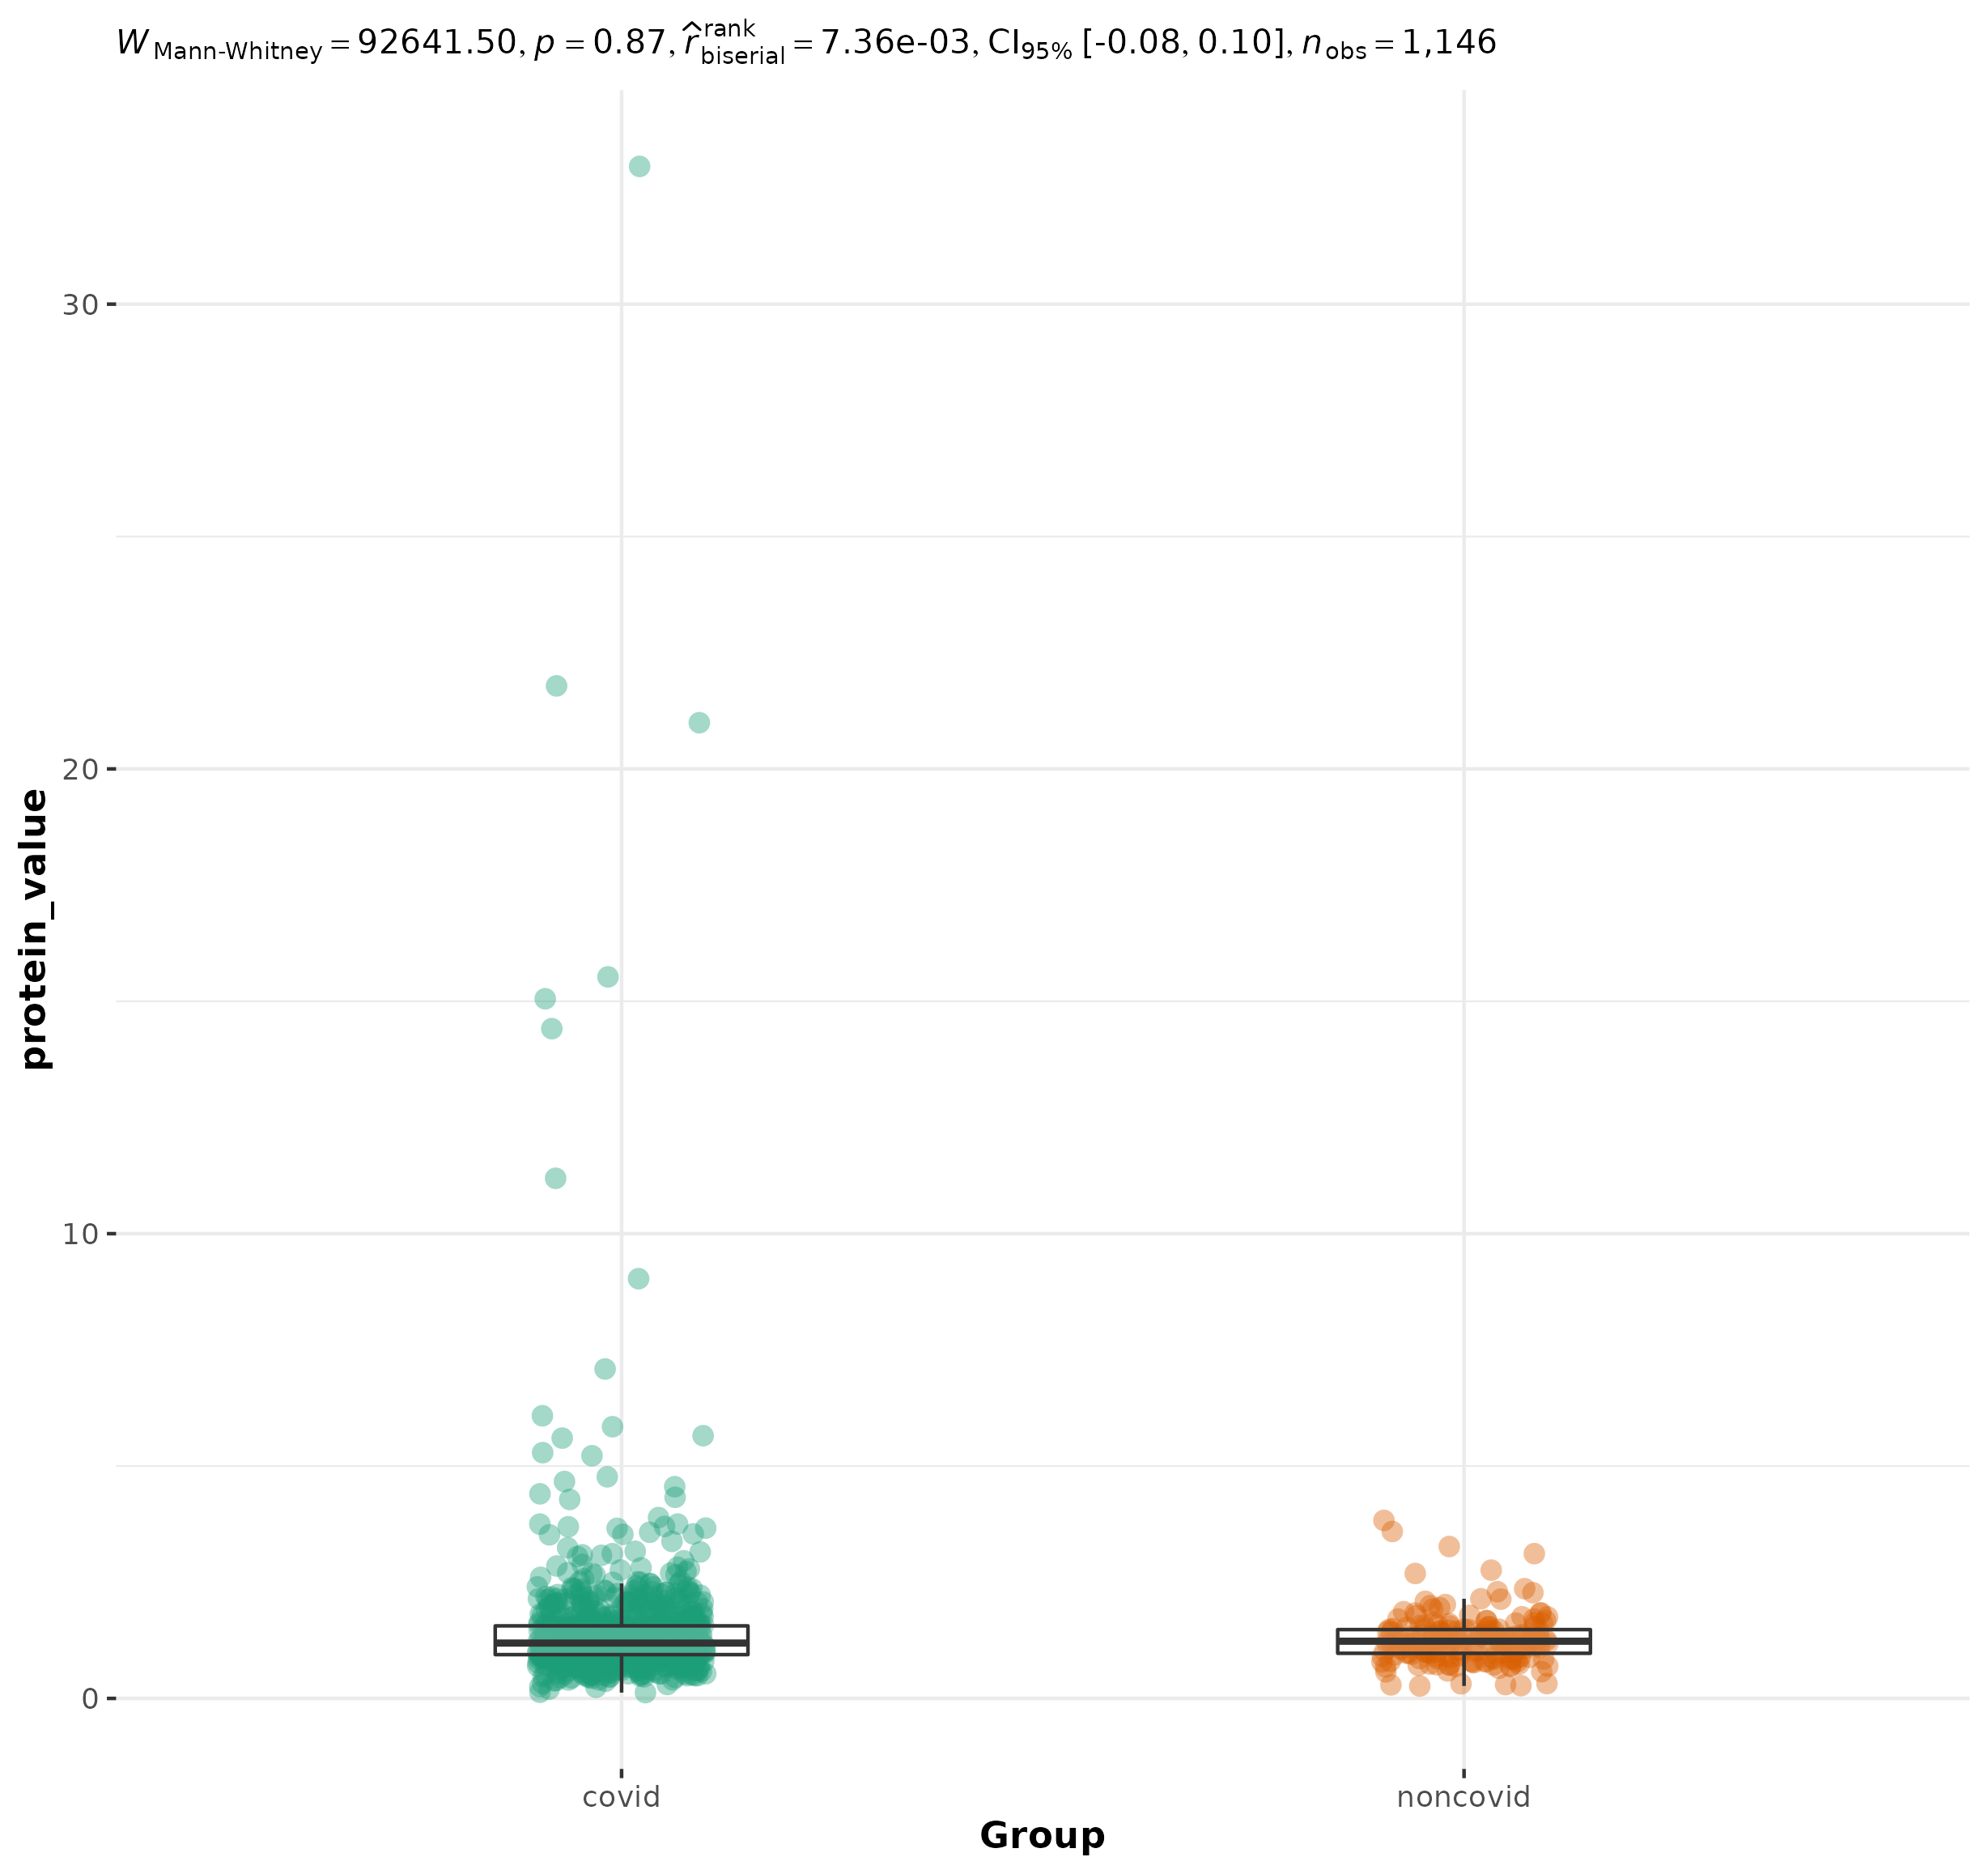 W Mann-Whitney = 92641.50, p = 0.87, r̂ rank biserial = 7.36e-03, CI95% [-0.08, 0.10], nobs = 1,146
30
20
10
0
protein_value
covid
noncovid
Group